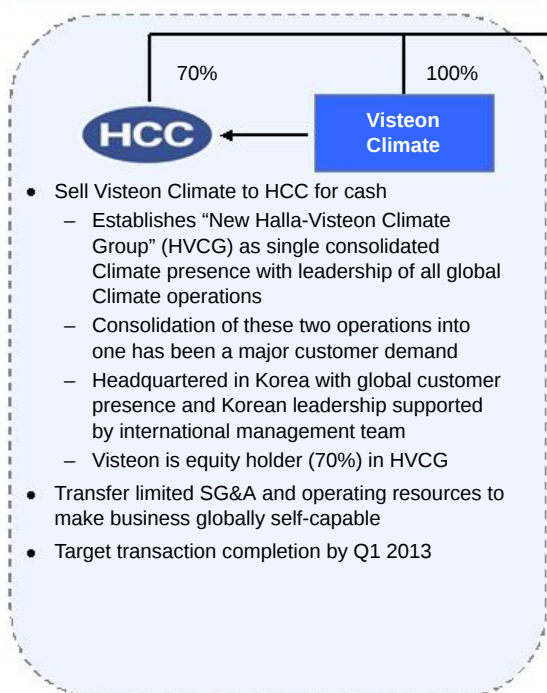 70%
100%
HCC
Visteon
Climate
• Sell Visteon Climate to HCC for cash
– Establishes “New Halla-Visteon Climate
Group” (HVCG) as single consolidated
Climate presence with leadership of all global
Climate operations
– Consolidation of these two operations into
one has been a major customer demand
– Headquartered in Korea with global customer
presence and Korean leadership supported
by international management team
– Visteon is equity holder (70%) in HVCG
• Transfer limited SG&A and operating resources to
make business globally self-capable
• Target transaction completion by Q1 2013